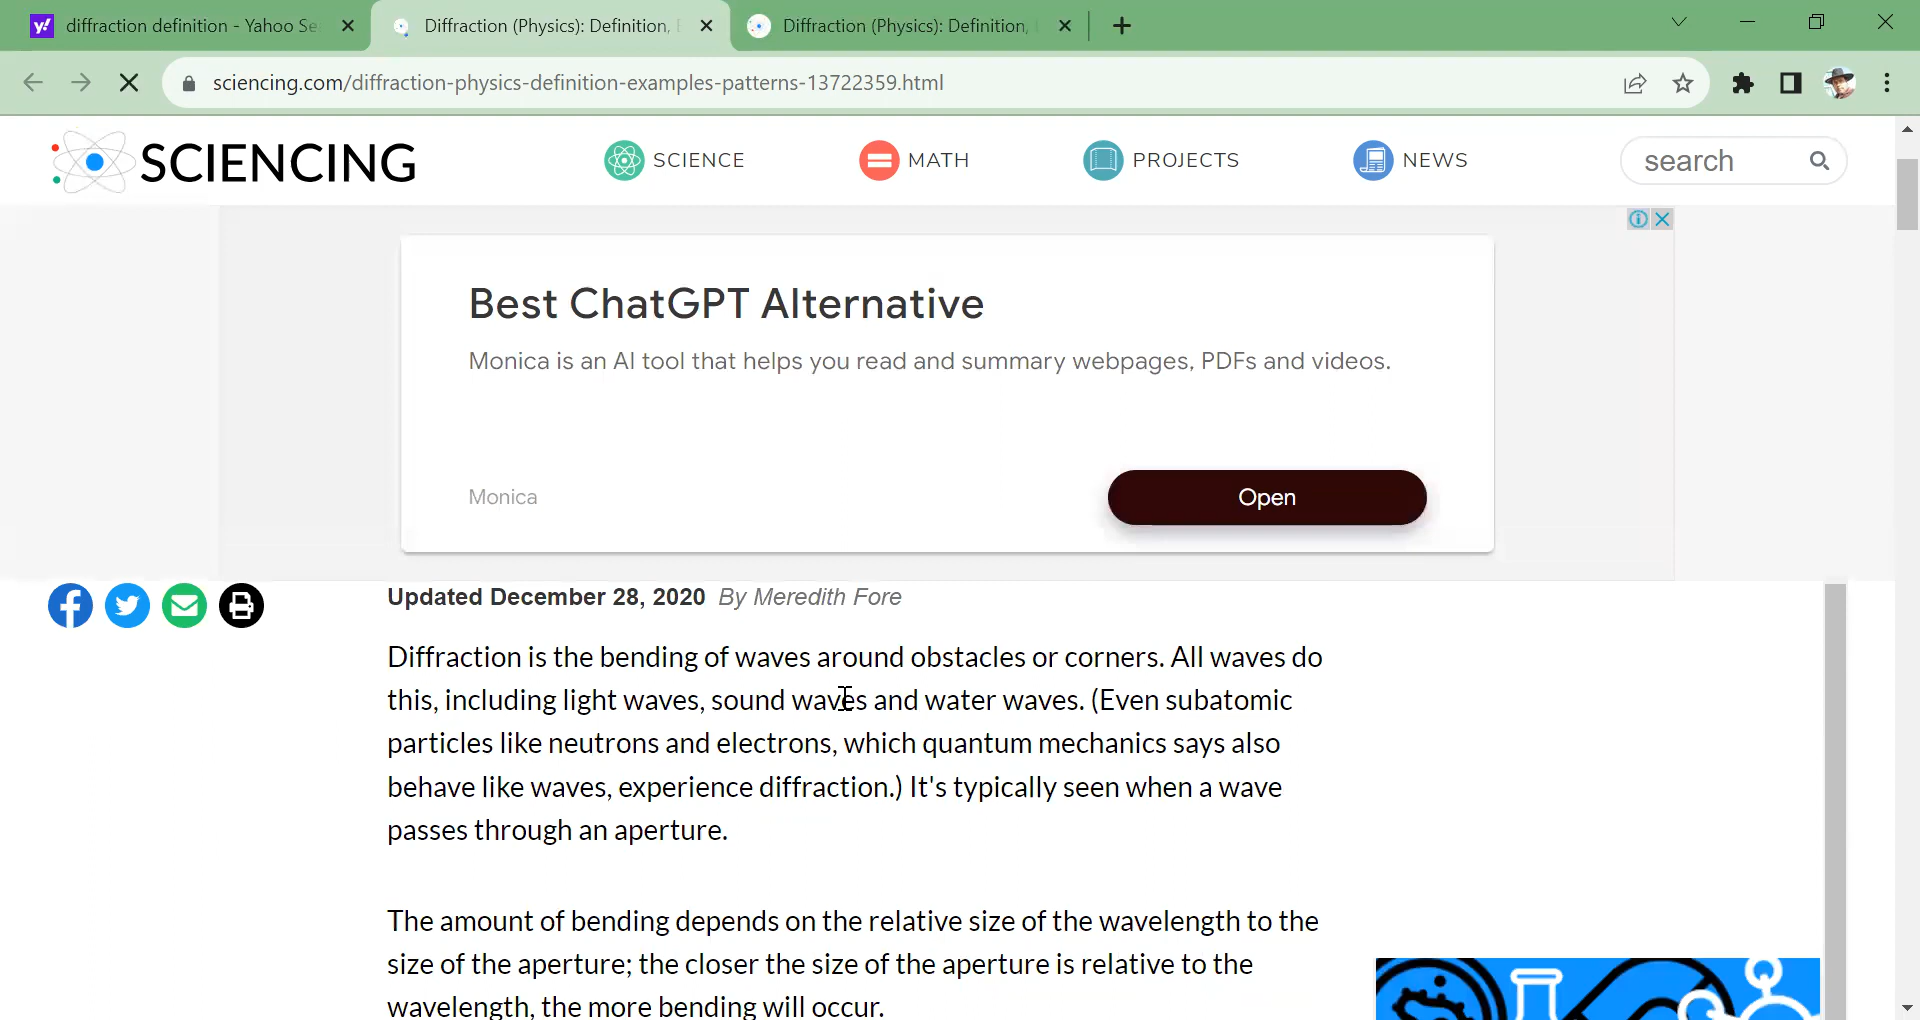 diffraction definition - Yahoo Se
Diffraction (Physics): Definition,
Diffraction (Physics): Definition,
sciencing.com/diffraction-physics-definition-examples-patterns-13722359.html
SCIENCING
SCIENCE
MATH
PROJECTS
NEWS
search
Best ChatGPT Alternative
Monica is an AI tool that helps you read and summary webpages, PDFs and videos.
Monica
Open
Updated December 28, 2020 By Meredith Fore
Diffraction is the bending of waves around obstacles or corners. All waves do
this, including light waves, sound waves and water waves. (Even subatomic
particles like neutrons and electrons, which quantum mechanics says also
behave like waves, experience diffraction.) It's typically seen when a wave
passes through an aperture.
The amount of bending depends on the relative size of the wavelength to the
size of the aperture; the closer the size of the aperture is relative to the
wavelength, the more bending will occur.